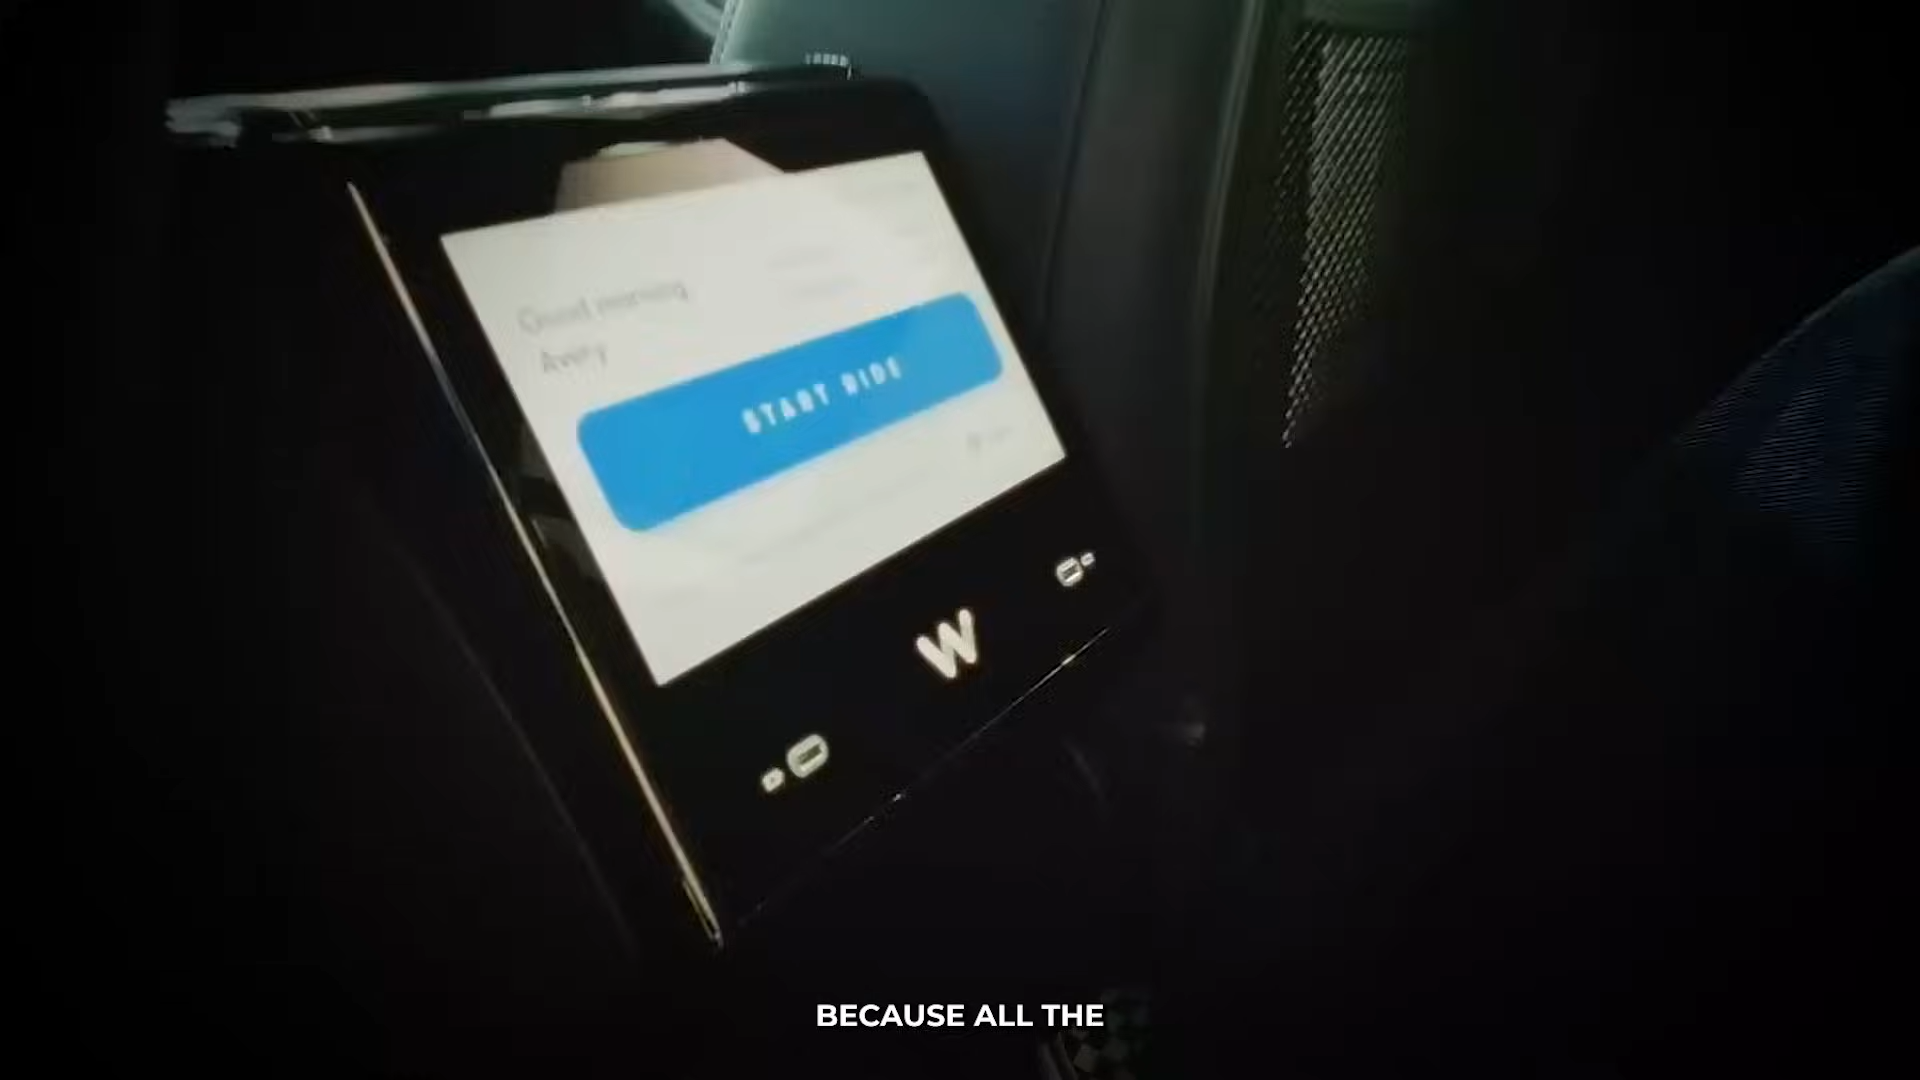 Good morning
Avery
START RIDE
W
BECAUSE ALL THE